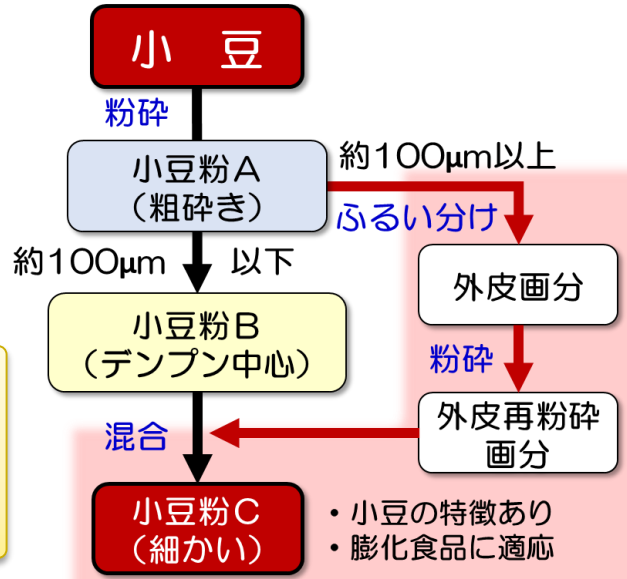 小　豆
粉砕
小豆粉A
（粗砕き）
約100μm以上
ふるい分け
約100μm　以下
外皮画分
小豆粉B
（デンプン中心）
粉砕
外皮再粉砕
画分
混合
小豆粉C
（細かい）
・小豆の特徴あり
・膨化食品に適応